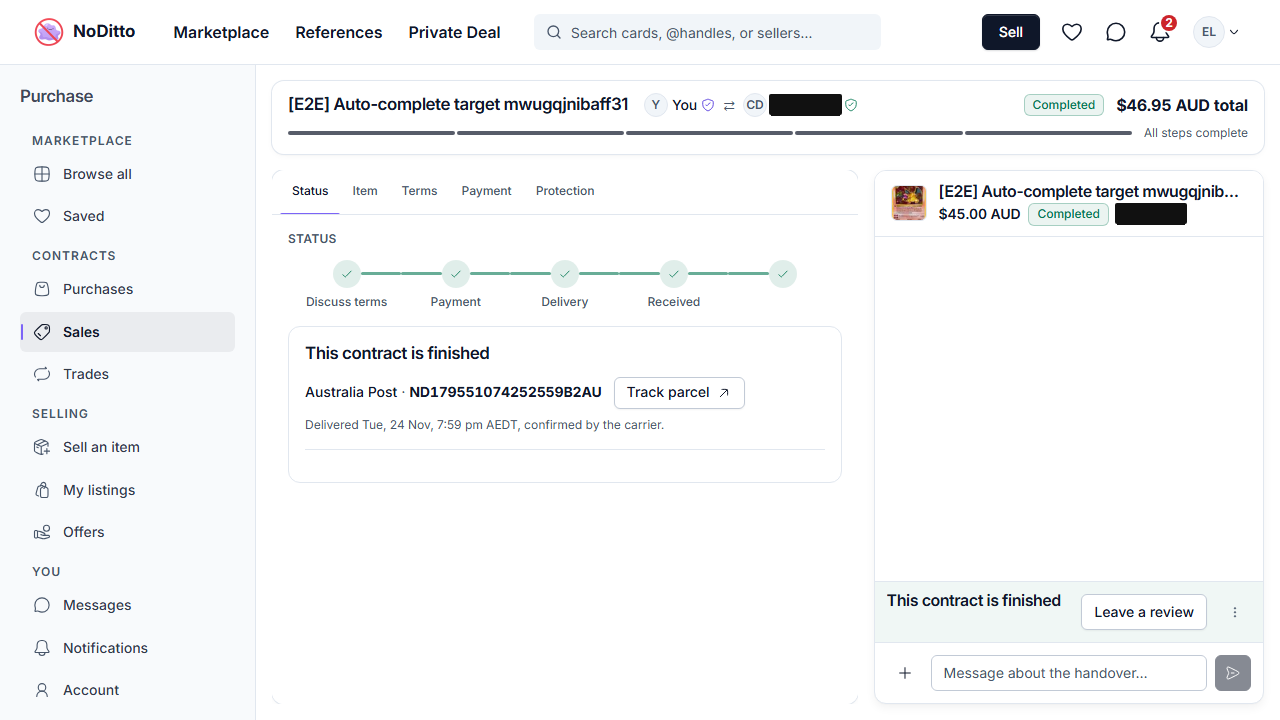 NoDitto
Marketplace
References
Private Deal
Search cards, @handles, or sellers...
Sell
2
EL
Purchase
MARKETPLACE
Browse all
Saved
CONTRACTS
Purchases
Sales
Trades
SELLING
Sell an item
My listings
Offers
YOU
Messages
Notifications
Account
[E2E] Auto-complete target mwugqjnibaff31
Y
You
CD
Completed
$46.95 AUD total
All steps complete
Status
Item
Terms
Payment
Protection
STATUS
Discuss terms
Payment
Delivery
Received
This contract is finished
Australia Post · ND179551074252559B2AU
Track parcel
Delivered Tue, 24 Nov, 7:59 pm AEDT, confirmed by the carrier.
[E2E] Auto-complete target mwugqjnib...
$45.00 AUD
Completed
This contract is finished
Leave a review
Message about the handover...